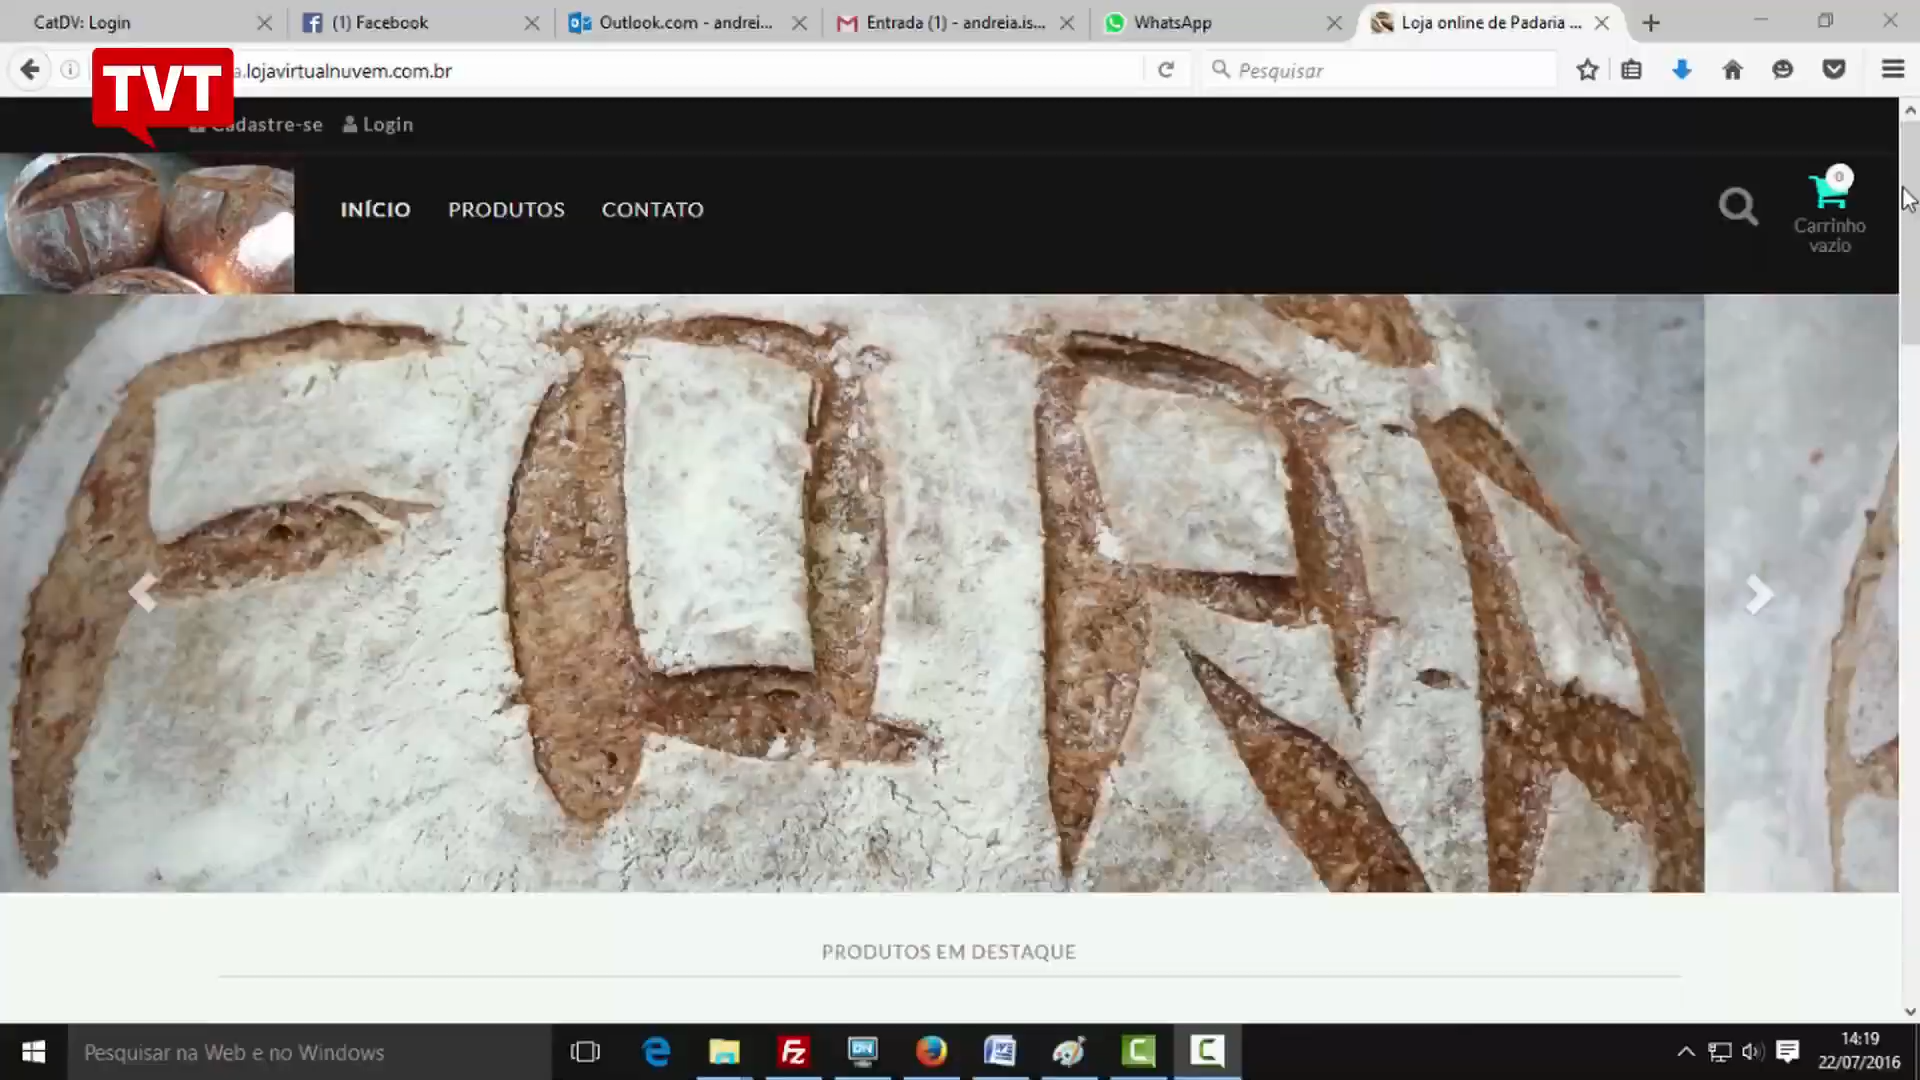 CatDV: Login
(1) Facebook
Outlook.com - andrei...
Entrada (1) - andreia.is...
WhatsApp
Loja online de Padaria ...
TVT
.lojavirtualnuvem.com.br
Pesquisar
Cadastre-se
Login
INÍCIO
PRODUTOS
CONTATO
0
Carrinho
vazio
FORA
PRODUTOS EM DESTAQUE
Pesquisar na Web e no Windows
14:19
22/07/2016